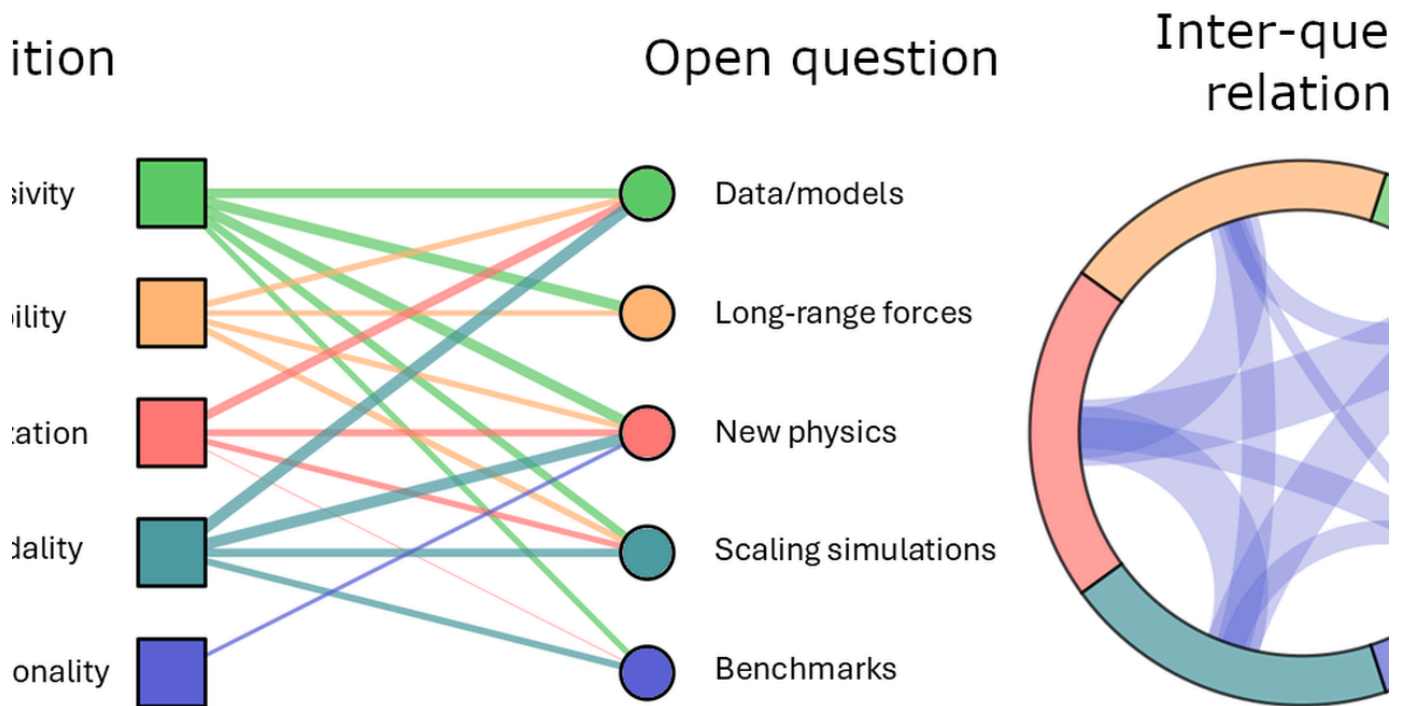 ition
Open question
Inter-que
relation
sivity
Data/models
ility
Long-range forces
zation
New physics
dality
Scaling simulations
onality
Benchmarks